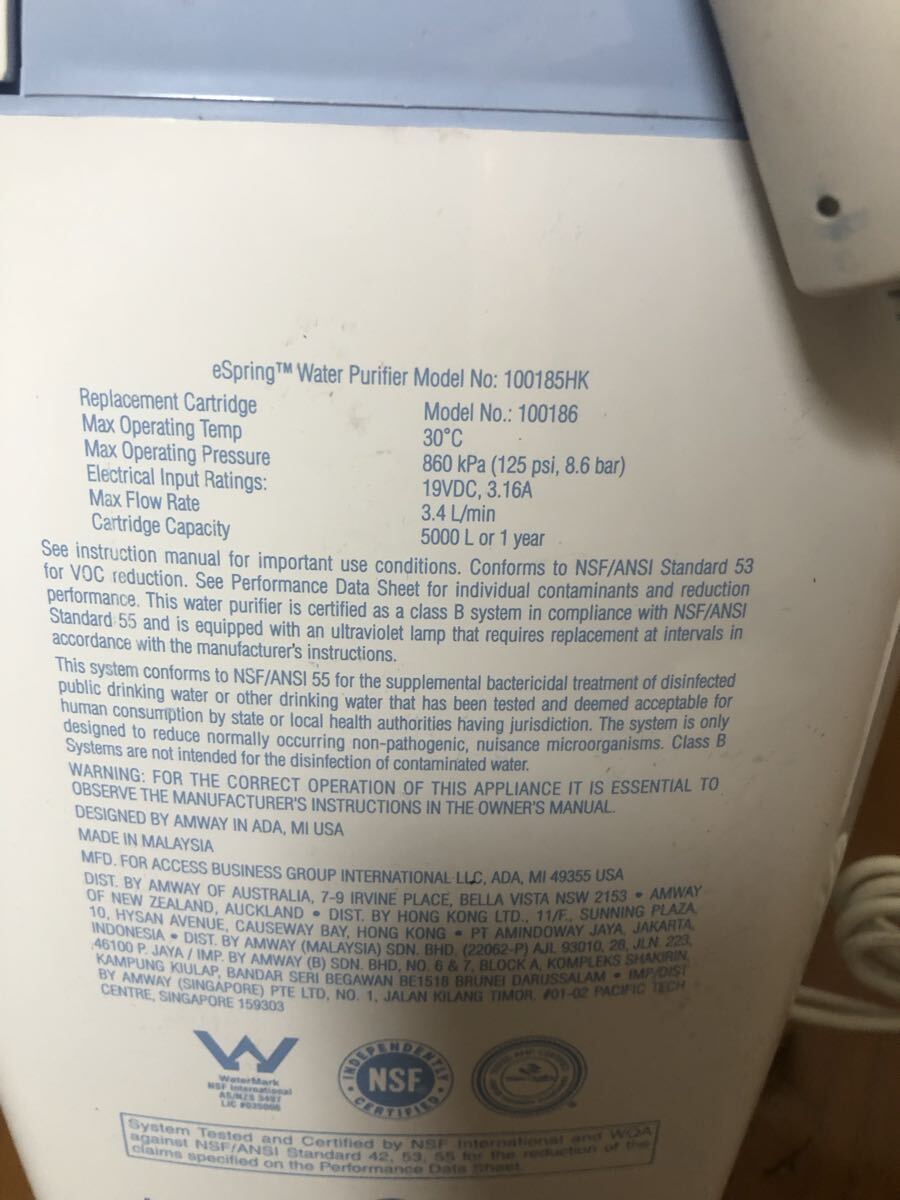 eSpring™ Water Purifier Model No: 100185HK
Replacement Cartridge Model No.: 100186
Max Operating Temp 30°C
Max Operating Pressure 860 kPa (125 psi, 8.6 bar)
Electrical Input Ratings: 19VDC, 3.16A
Max Flow Rate 3.4 L/min
Cartridge Capacity 5000 L or 1 year
See instruction manual for important use conditions. Conforms to NSF/ANSI Standard 53
for VOC reduction. See Performance Data Sheet for individual contaminants and reduction
performance. This water purifier is certified as a class B system in compliance with NSF/ANSI
Standard 55 and is equipped with an ultraviolet lamp that requires replacement at intervals in
accordance with the manufacturer's instructions.
This system conforms to NSF/ANSI 55 for the supplemental bactericidal treatment of disinfected
public drinking water or other drinking water that has been tested and deemed acceptable for
human consumption by state or local health authorities having jurisdiction. The system is only
designed to reduce normally occurring non-pathogenic, nuisance microorganisms. Class B
Systems are not intended for the disinfection of contaminated water.
WARNING: FOR THE CORRECT OPERATION OF THIS APPLIANCE IT IS ESSENTIAL TO
OBSERVE THE MANUFACTURER'S INSTRUCTIONS IN THE OWNER'S MANUAL.
DESIGNED BY AMWAY IN ADA, MI USA
MADE IN MALAYSIA
MFD. FOR ACCESS BUSINESS GROUP INTERNATIONAL LLC, ADA, MI 49355 USA
DIST. BY AMWAY OF AUSTRALIA, 7-9 IRVINE PLACE, BELLA VISTA NSW 2153 • AMWAY
OF NEW ZEALAND, AUCKLAND • DIST. BY HONG KONG LTD., 11/F., SUNNING PLAZA,
10, HYSAN AVENUE, CAUSEWAY BAY, HONG KONG • PT AMINDOWAY JAYA, JAKARTA,
INDONESIA • DIST. BY AMWAY (MALAYSIA) SDN. BHD. (22062-P) AJL 93010, 28, JLN. 223,
46100 P. JAYA / IMP. BY AMWAY (B) SDN. BHD, NO. 6 & 7, BLOCK A, KOMPLEKS SHAKIRIN,
KAMPUNG KIULAP, BANDAR SERI BEGAWAN BE1518 BRUNEI DARUSSALAM • IMP/DIST
BY AMWAY (SINGAPORE) PTE LTD, NO. 1, JALAN KILANG TIMOR, #01-02 PACIFIC TECH
CENTRE, SINGAPORE 159303
WaterMark
NSF International
AS/NZS 3497
LIC #035066
INDEPENDENTLY
NSF
CERTIFIED
System Tested and Certified by NSF International and WQA
against NSF/ANSI Standard 42, 53, 55 for the reduction of the
claims specified on the Performance Data Sheet.